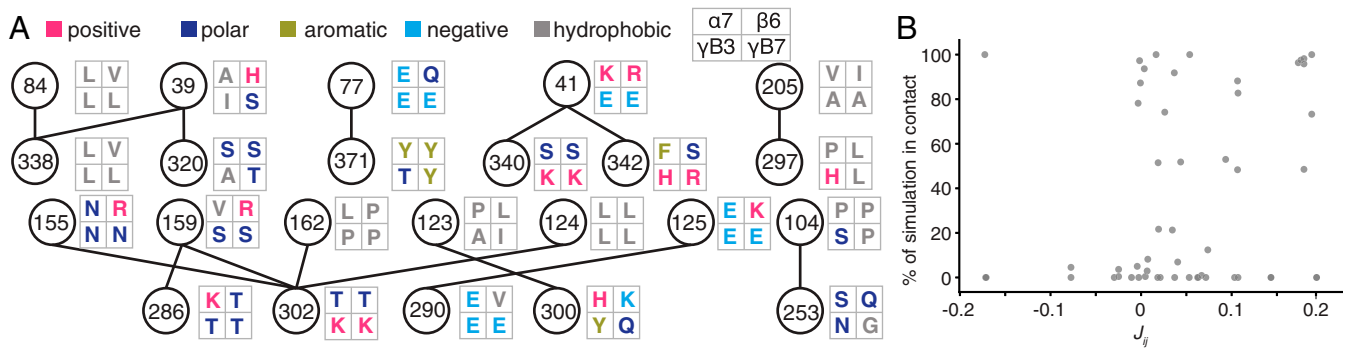 A positive polar aromatic negative hydrophobic
α7 β6
γB3 γB7
84 L V 39 A H 77 E Q 41 K R 205 V I
L L I S E E E E A A
338 L V 320 S S 371 Y Y 340 S S 342 F S 297 P L
L L A T T Y K K H R H L
155 N R 159 V R 162 L P 123 P L 124 L L 125 E K 104 P P
N N S S P P A I L L E E S P
286 K T 302 T T 290 E V 300 H K 253 S Q
T T K K E E Y Q N G
B
% of simulation in contact
100
80
60
40
20
0
-0.2 -0.1 0 0.1 0.2
Jij